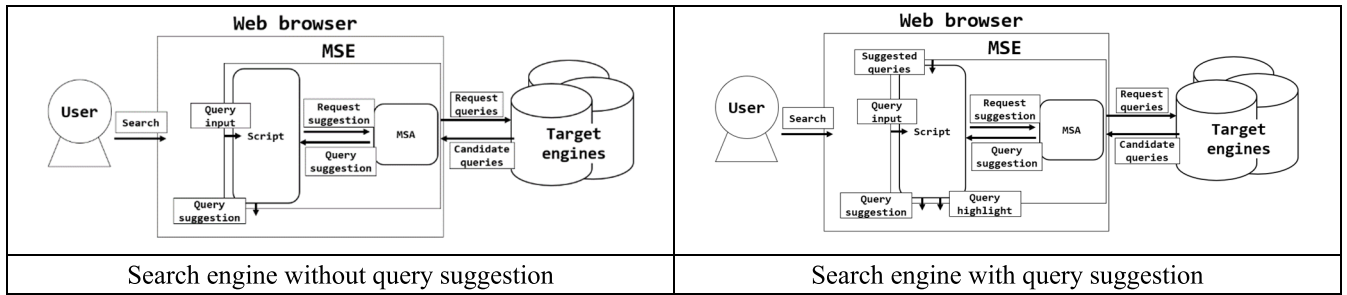 Web browser
MSE
User
Search
Query
input
Script
Request
suggestion
Query
suggestion
MSA
Request
queries
Candidate
queries
Target
engines
Query
suggestion
Search engine without query suggestion
Web browser
MSE
Suggested
queries
User
Search
Query
input
Script
Request
suggestion
Query
suggestion
MSA
Request
queries
Candidate
queries
Target
engines
Query
suggestion
Query
highlight
Search engine with query suggestion